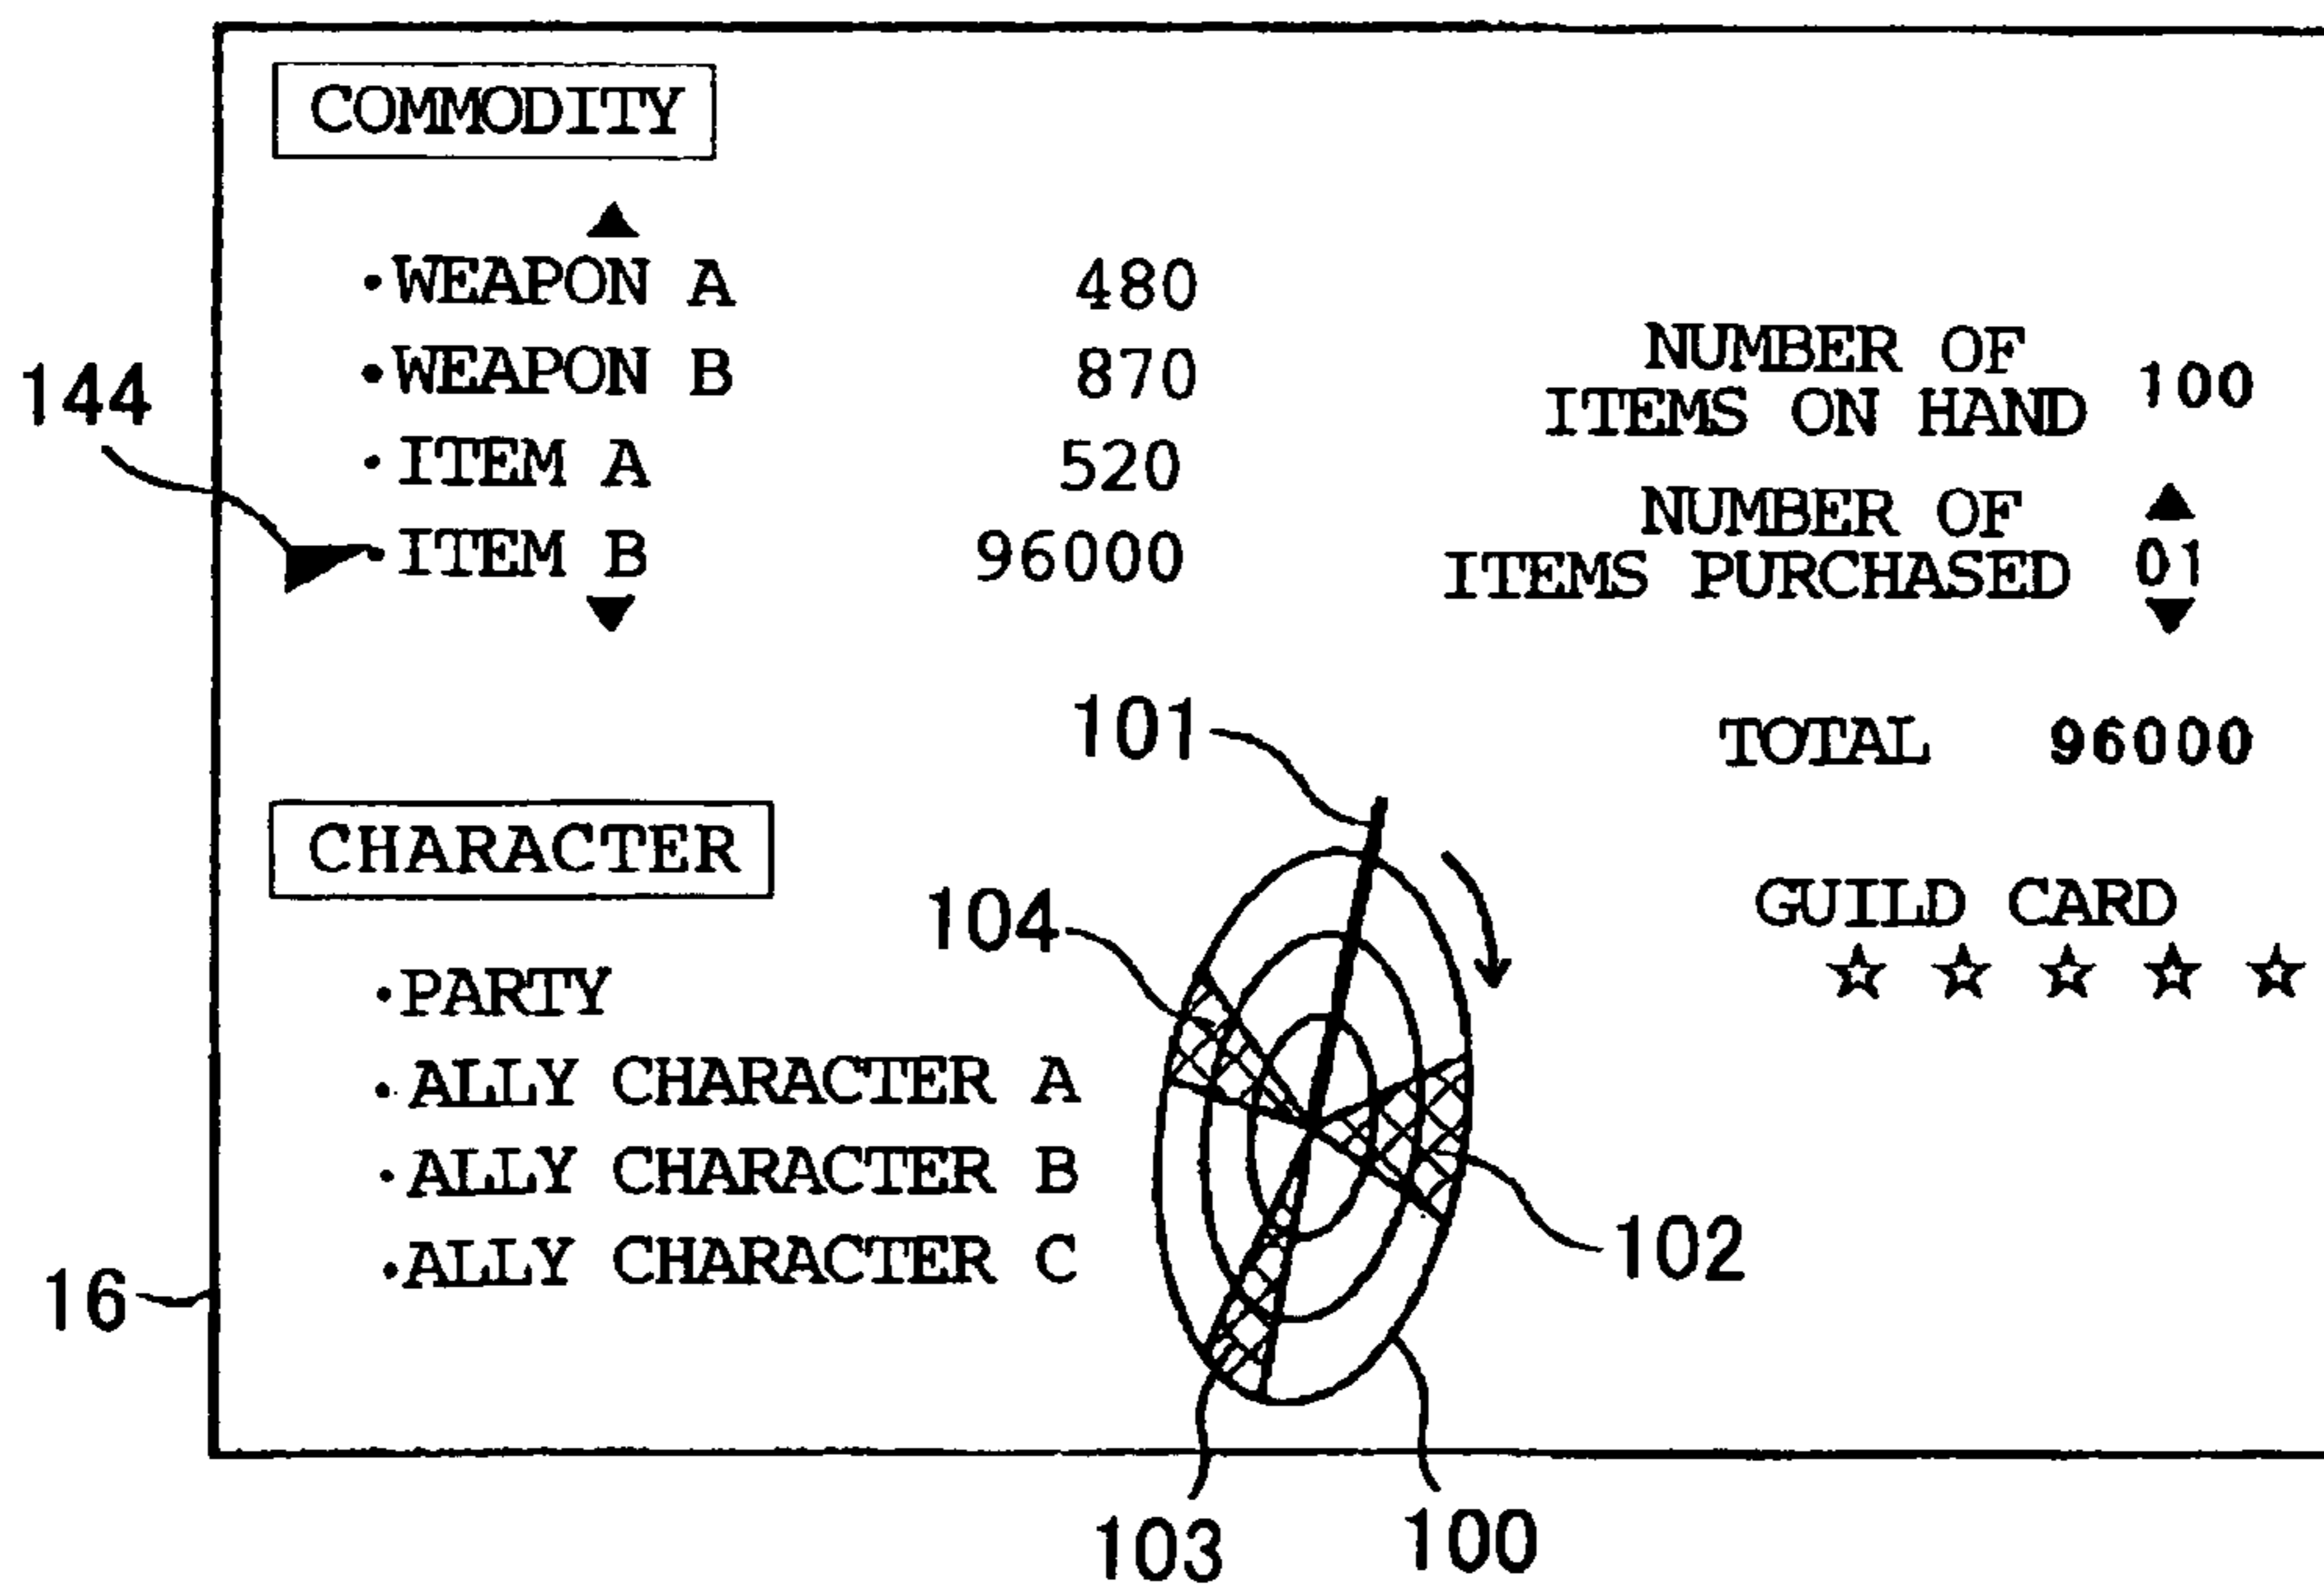 COMMODITY
▲
•WEAPON A 480
•WEAPON B 870
•ITEM A 520
•ITEM B 96000
▼
144
NUMBER OF
ITEMS ON HAND 100
NUMBER OF
ITEMS PURCHASED
▲
01
▼
TOTAL 96000
101
CHARACTER
104
•PARTY
•ALLY CHARACTER A
•ALLY CHARACTER B
•ALLY CHARACTER C
GUILD CARD
☆ ☆ ☆ ☆ ☆
102
16
103
100